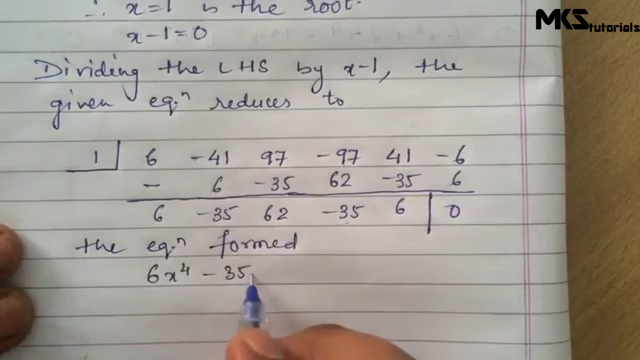 ∴ x=1 is the root.
MKS tutorials
x-1=0
Dividing the LHS by x-1, the
given eq.ⁿ reduces to
1 | 6 -41 97 -97 41 -6
- 6 -35 62 -35 6
6 -35 62 -35 6 | 0
the eq.ⁿ formed
6x⁴ - 35